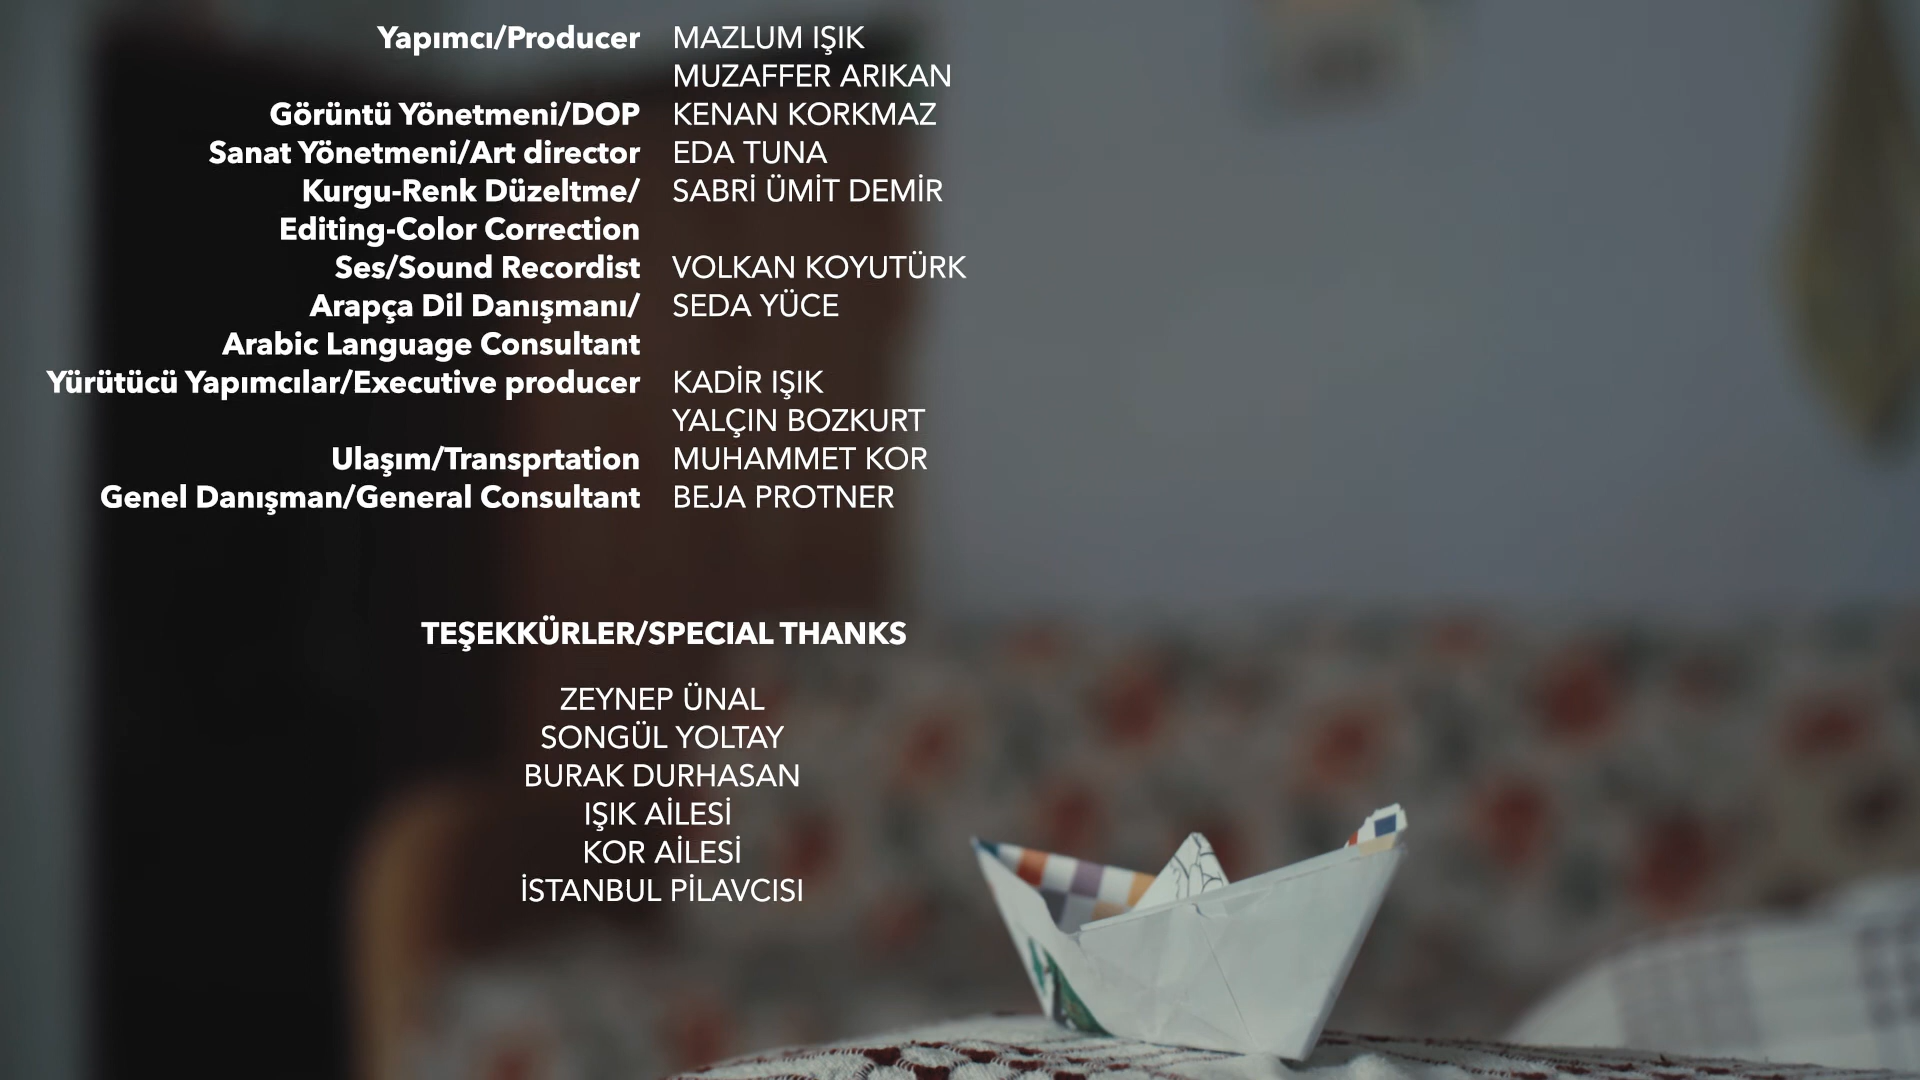 Yapımcı/Producer MAZLUM IŞIK
MUZAFFER ARIKAN
Görüntü Yönetmeni/DOP KENAN KORKMAZ
Sanat Yönetmeni/Art director EDA TUNA
Kurgu-Renk Düzeltme/ SABRİ ÜMİT DEMİR
Editing-Color Correction
Ses/Sound Recordist VOLKAN KOYUTÜRK
Arapça Dil Danışmanı/ SEDA YÜCE
Arabic Language Consultant
Yürütücü Yapımcılar/Executive producer KADİR IŞIK
YALÇIN BOZKURT
Ulaşım/Transprtation MUHAMMET KOR
Genel Danışman/General Consultant BEJA PROTNER
TEŞEKKÜRLER/SPECIAL THANKS
ZEYNEP ÜNAL
SONGÜL YOLTAY
BURAK DURHASAN
IŞIK AİLESİ
KOR AİLESİ
İSTANBUL PİLAVCISI